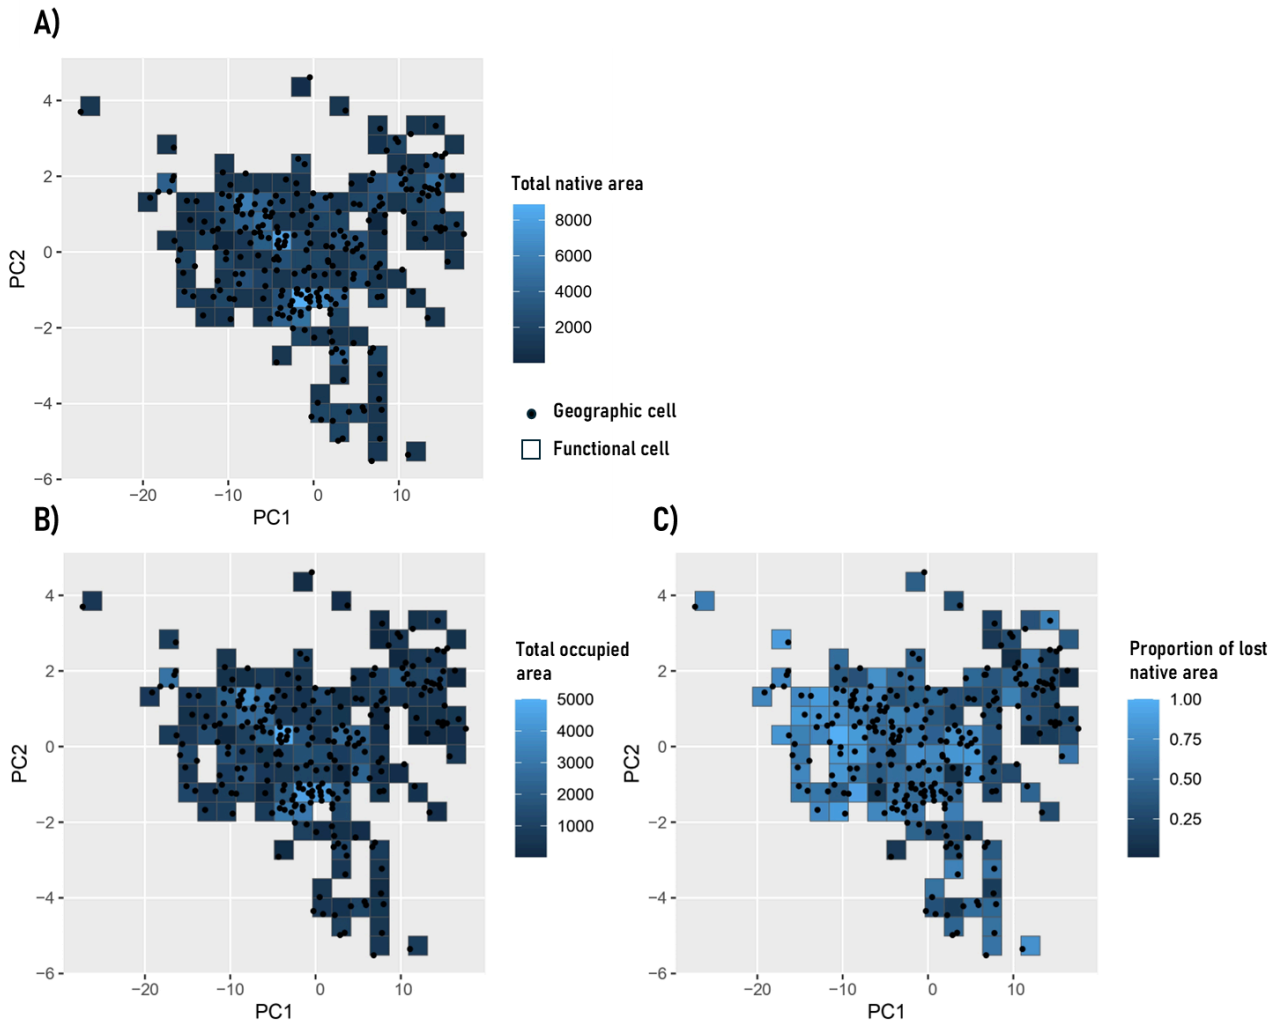 A)
4
2
0
−2
−4
−6
−20
−10
0
10
PC1
PC2
Total native area
8000
6000
4000
2000
Geographic cell
Functional cell
B)
4
2
0
−2
−4
−6
−20
−10
0
10
PC1
PC2
Total occupied
area
5000
4000
3000
2000
1000
C)
4
2
0
−2
−4
−6
−20
−10
0
10
PC1
PC2
Proportion of lost
native area
1.00
0.75
0.50
0.25